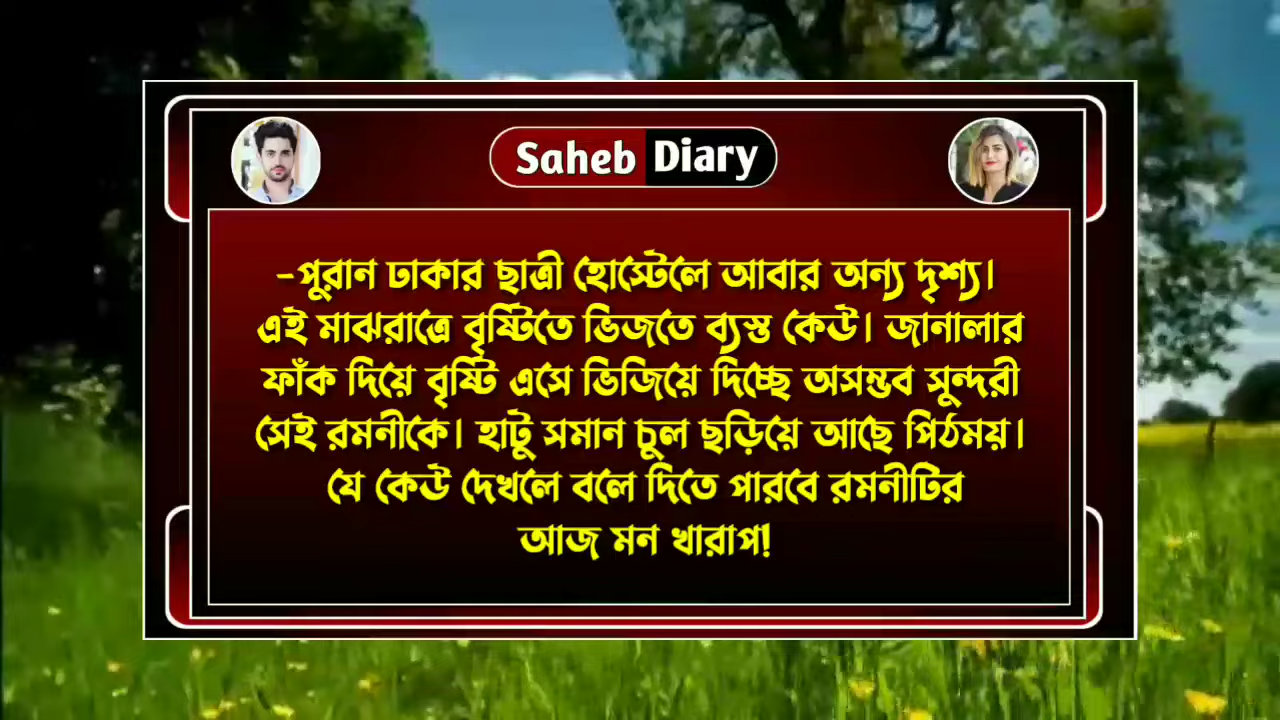 Saheb Diary
-পুরান ঢাকার ছাত্রী হোস্টেলে আবার অন্য দৃশ্য।
এই মাঝরাত্রে বৃষ্টিতে ভিজতে ব্যস্ত কেউ। জানালার
ফাঁক দিয়ে বৃষ্টি এসে ভিজিয়ে দিচ্ছে অসম্ভব সুন্দরী
সেই রমনীকে। হাটু সমান চুল ছড়িয়ে আছে পিঠময়।
যে কেউ দেখলে বলে দিতে পারবে রমনীটির
আজ মন খারাপ!